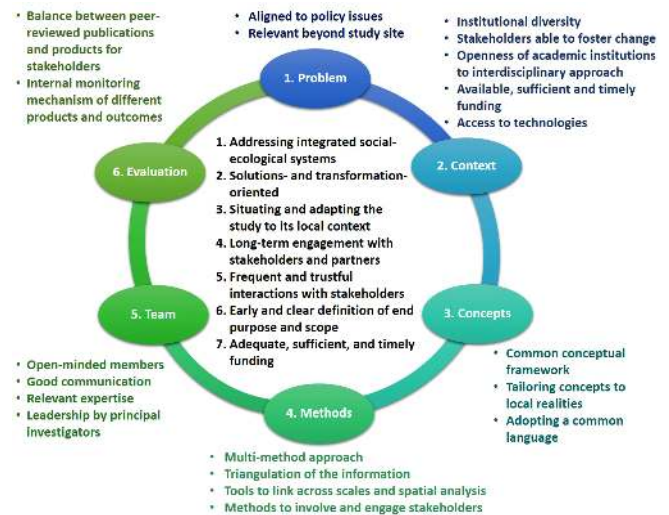 • Balance between peer-
reviewed publications
and products for
stakeholders
• Internal monitoring
mechanism of different
products and outcomes
• Aligned to policy issues
• Relevant beyond study site
• Institutional diversity
• Stakeholders able to foster change
• Openness of academic institutions
to interdisciplinary approach
• Available, sufficient and timely
funding
• Access to technologies
1. Problem
2. Context
3. Concepts
4. Methods
5. Team
6. Evaluation
1. Addressing integrated social-
ecological systems
2. Solutions- and transformation-
oriented
3. Situating and adapting the
study to its local context
4. Long-term engagement with
stakeholders and partners
5. Frequent and trustful
interactions with stakeholders
6. Early and clear definition of end
purpose and scope
7. Adequate, sufficient, and timely
funding
• Common conceptual
framework
• Tailoring concepts to
local realities
• Adopting a common
language
• Open-minded members
• Good communication
• Relevant expertise
• Leadership by principal
investigators
• Multi-method approach
• Triangulation of the information
• Tools to link across scales and spatial analysis
• Methods to involve and engage stakeholders